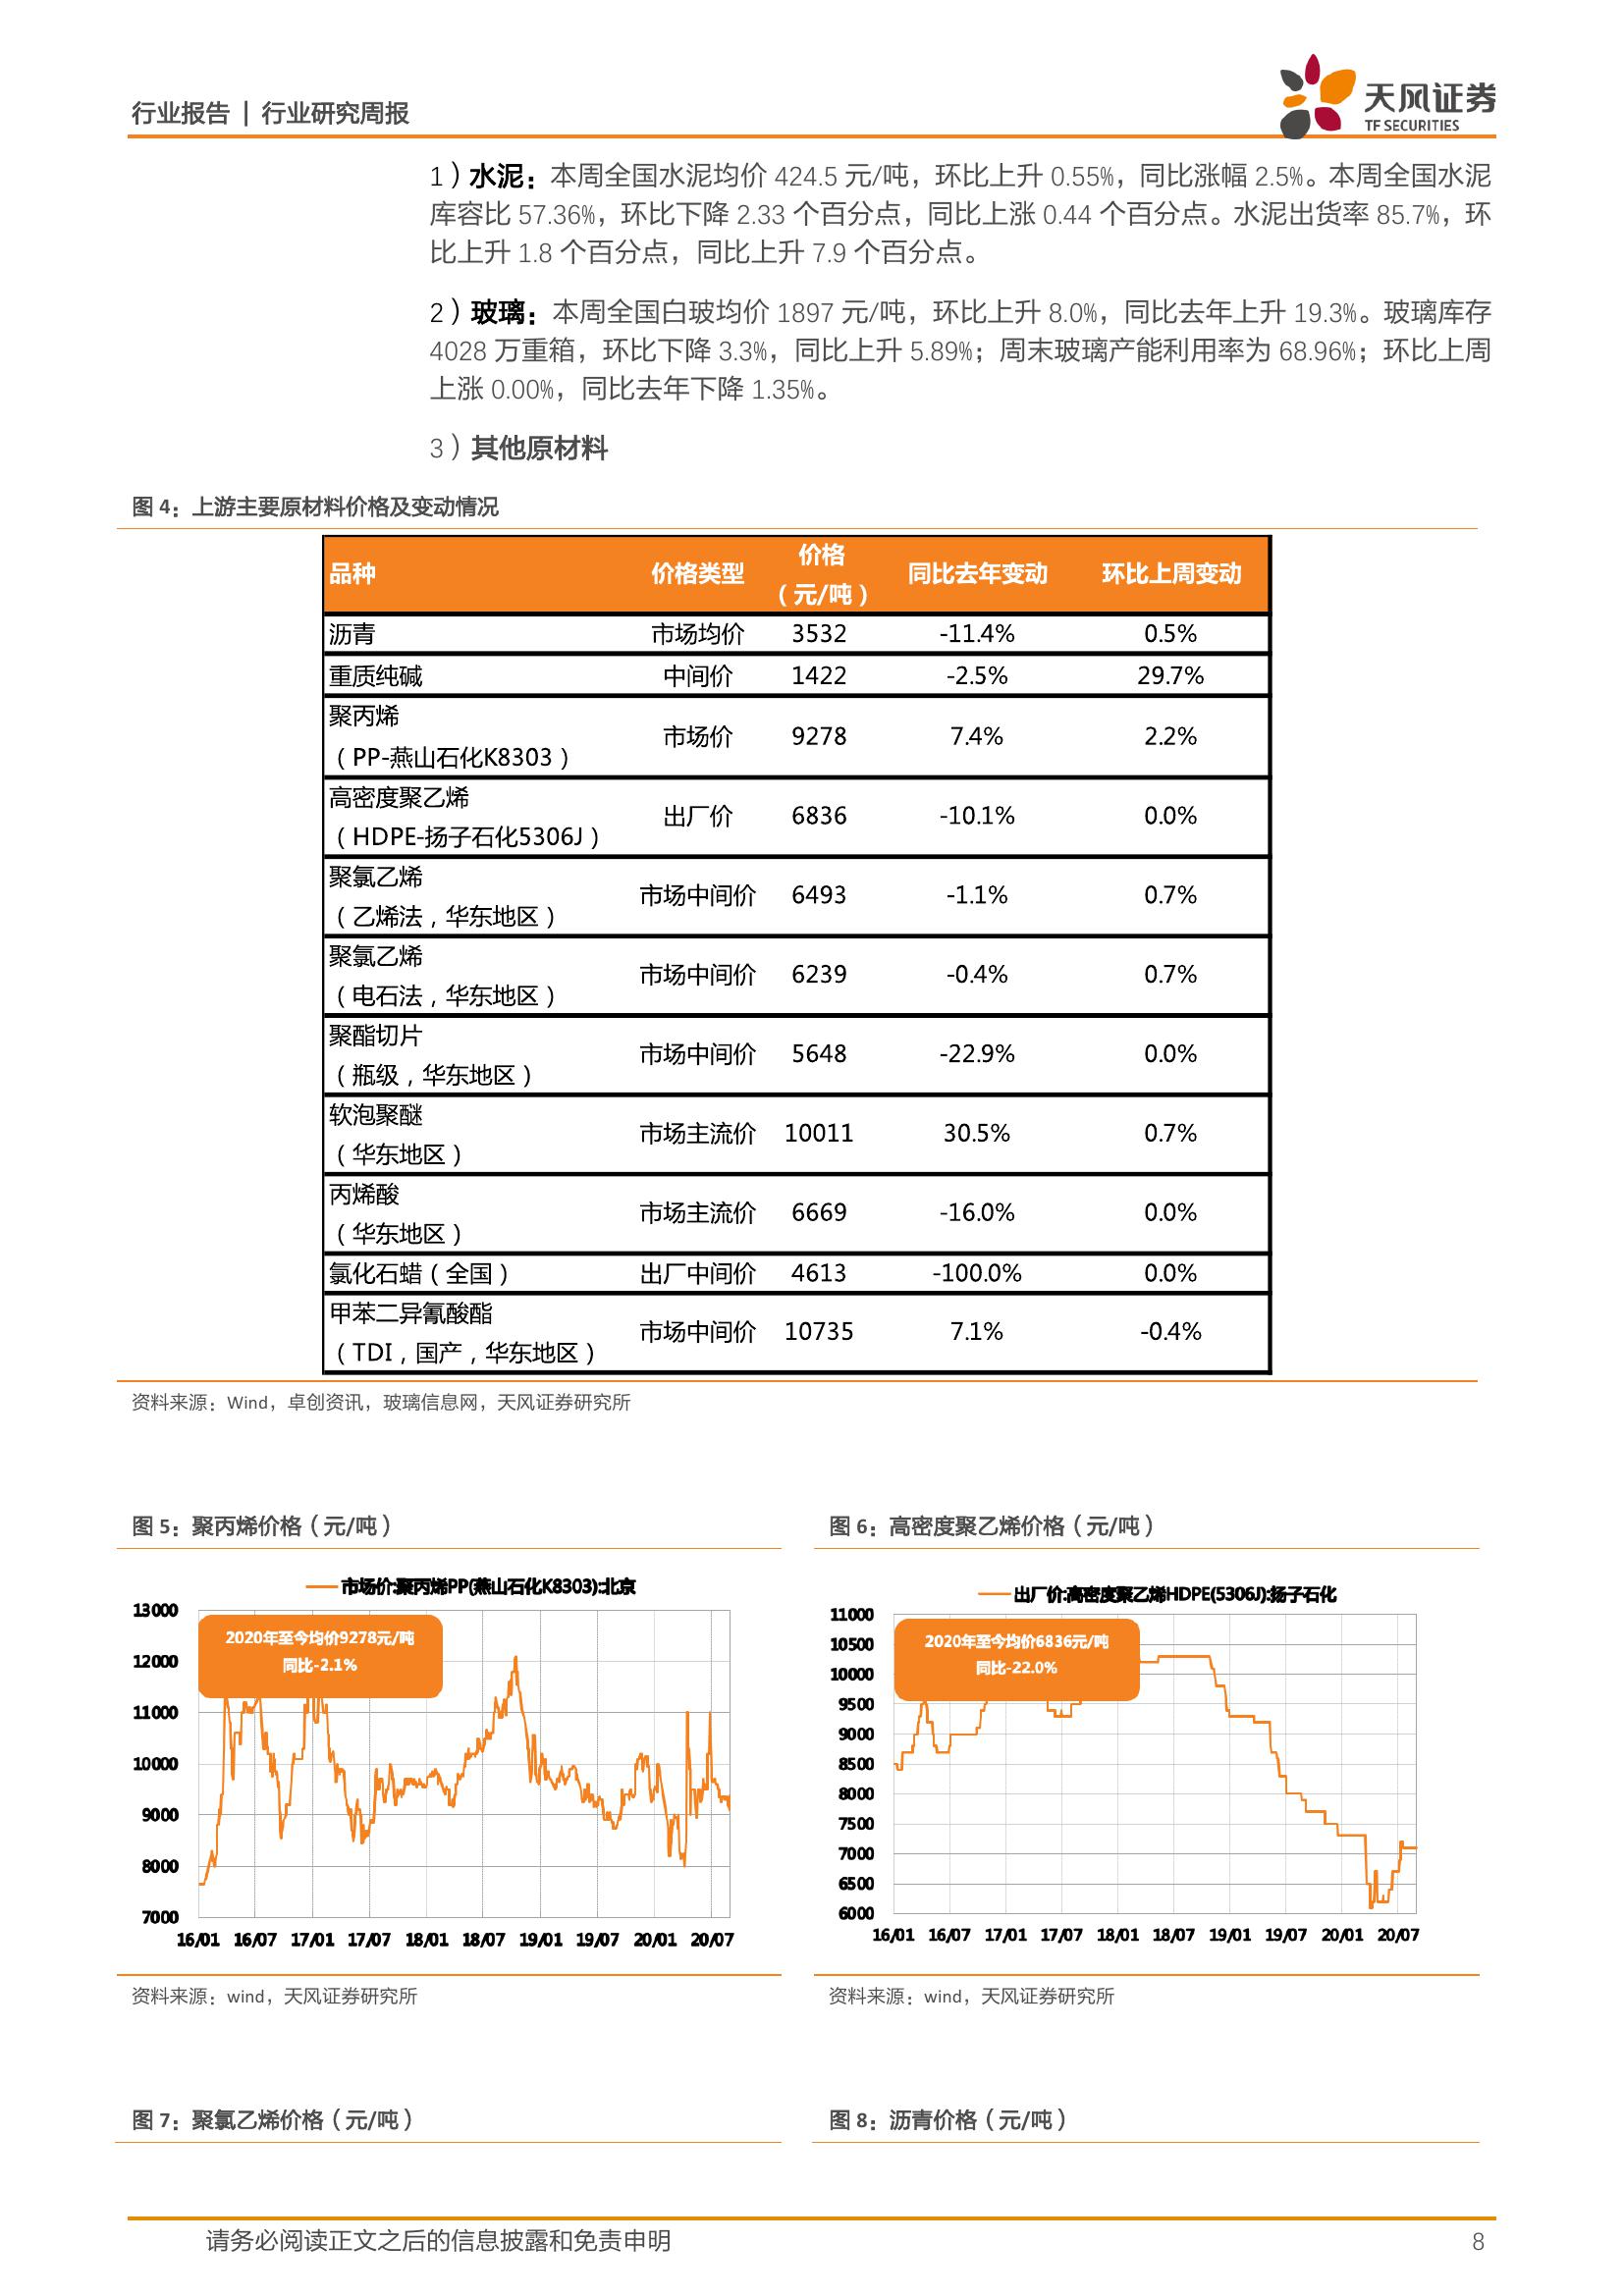 行业报告 | 行业研究周报
天风证券
TF SECURITIES
1）水泥：本周全国水泥均价 424.5 元/吨，环比上升 0.55%，同比涨幅 2.5%。本周全国水泥
库容比 57.36%，环比下降 2.33 个百分点，同比上涨 0.44 个百分点。水泥出货率 85.7%，环
比上升 1.8 个百分点，同比上升 7.9 个百分点。
2）玻璃：本周全国白玻均价 1897 元/吨，环比上升 8.0%，同比去年上升 19.3%。玻璃库存
4028 万重箱，环比下降 3.3%，同比上升 5.89%；周末玻璃产能利用率为 68.96%；环比上周
上涨 0.00%，同比去年下降 1.35%。
3）其他原材料
图 4：上游主要原材料价格及变动情况
品种 价格类型 价格（元/吨） 同比去年变动 环比上周变动
沥青 市场均价 3532 -11.4% 0.5%
重质纯碱 中间价 1422 -2.5% 29.7%
聚丙烯
（PP-燕山石化K8303） 市场价 9278 7.4% 2.2%
高密度聚乙烯
（HDPE-扬子石化5306J） 出厂价 6836 -10.1% 0.0%
聚氯乙烯
（乙烯法，华东地区） 市场中间价 6493 -1.1% 0.7%
聚氯乙烯
（电石法，华东地区） 市场中间价 6239 -0.4% 0.7%
聚酯切片
（瓶级，华东地区） 市场中间价 5648 -22.9% 0.0%
软泡聚醚
（华东地区） 市场主流价 10011 30.5% 0.7%
丙烯酸
（华东地区） 市场主流价 6669 -16.0% 0.0%
氯化石蜡（全国） 出厂中间价 4613 -100.0% 0.0%
甲苯二异氰酸酯
（TDI，国产，华东地区） 市场中间价 10735 7.1% -0.4%
资料来源：Wind，卓创资讯，玻璃信息网，天风证券研究所
图 5：聚丙烯价格（元/吨）
市场价:聚丙烯PP(燕山石化K8303):北京
2020年至今均价9278元/吨
同比-2.1%
13000
12000
11000
10000
9000
8000
7000
16/01 16/07 17/01 17/07 18/01 18/07 19/01 19/07 20/01 20/07
资料来源：wind，天风证券研究所
图 6：高密度聚乙烯价格（元/吨）
出厂价:高密度聚乙烯HDPE(5306J):扬子石化
2020年至今均价6836元/吨
同比-22.0%
11000
10500
10000
9500
9000
8500
8000
7500
7000
6500
6000
16/01 16/07 17/01 17/07 18/01 18/07 19/01 19/07 20/01 20/07
资料来源：wind，天风证券研究所
图 7：聚氯乙烯价格（元/吨）
图 8：沥青价格（元/吨）
请务必阅读正文之后的信息披露和免责申明
8